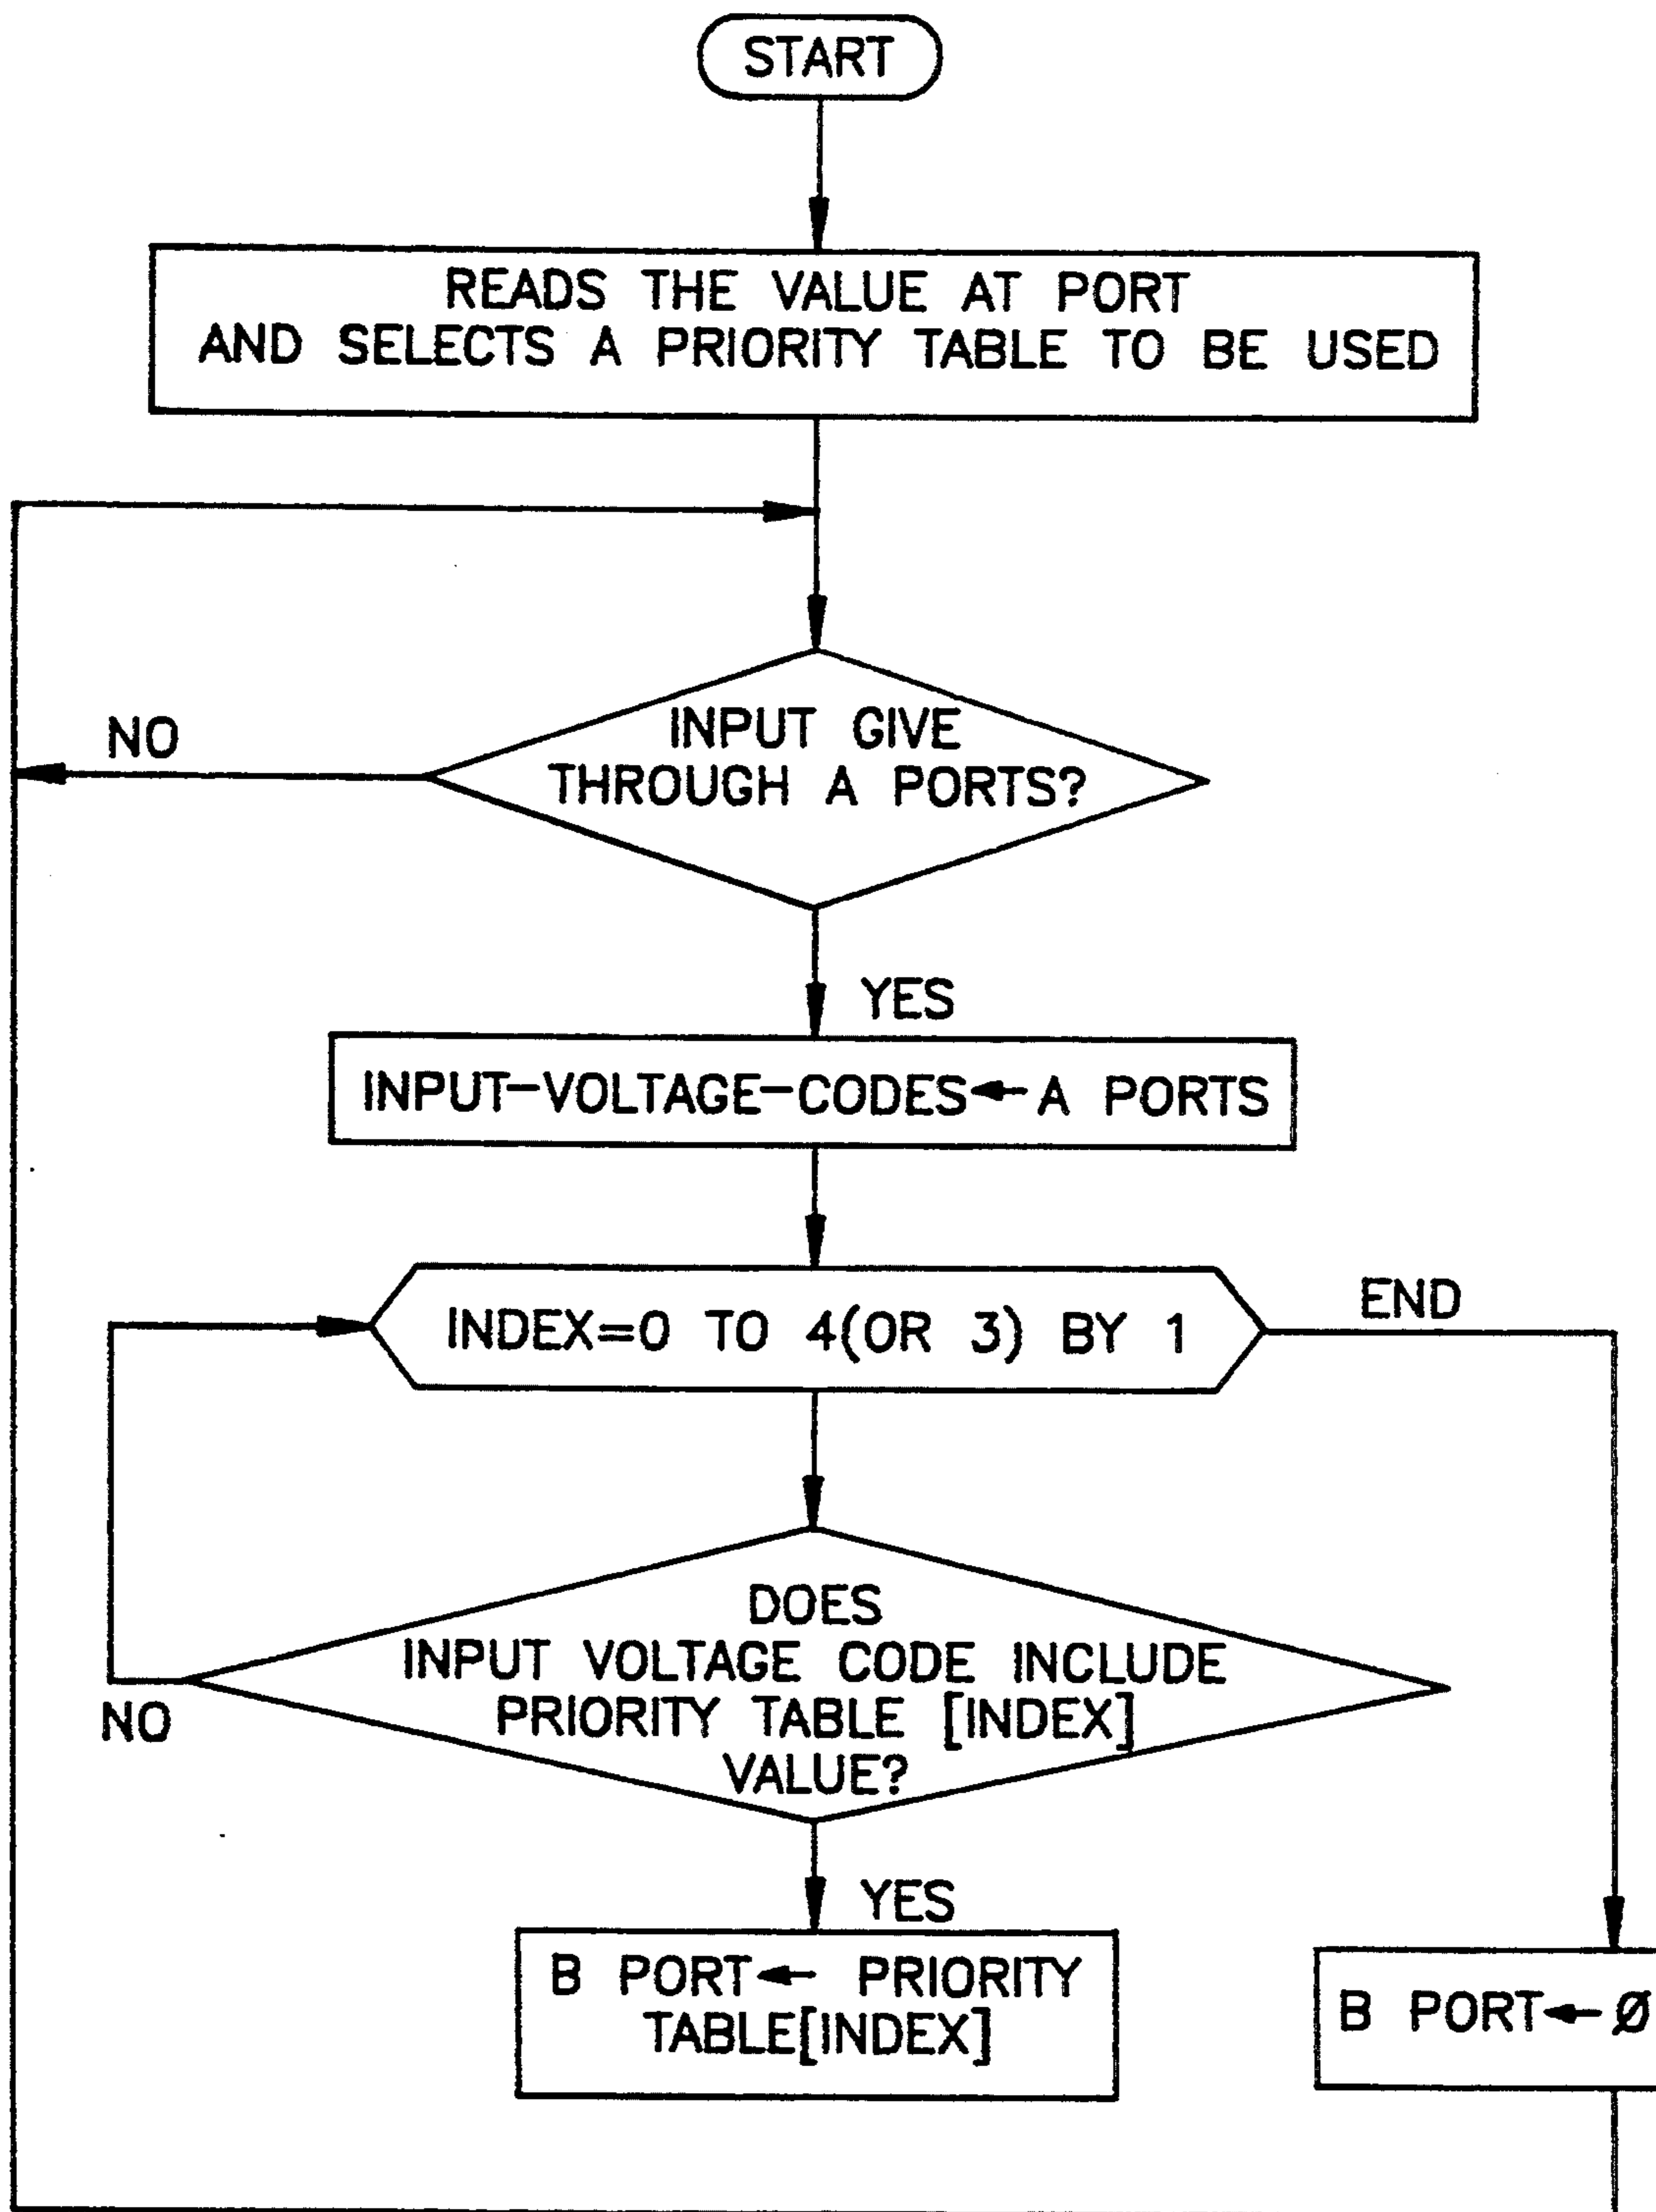 START
READS THE VALUE AT PORT
AND SELECTS A PRIORITY TABLE TO BE USED
NO
INPUT GIVE
THROUGH A PORTS?
YES
INPUT-VOLTAGE-CODES←A PORTS
INDEX=0 TO 4(OR 3) BY 1
END
DOES
INPUT VOLTAGE CODE INCLUDE
PRIORITY TABLE [INDEX]
VALUE?
NO
YES
B PORT← PRIORITY
TABLE[INDEX]
B PORT←Ø